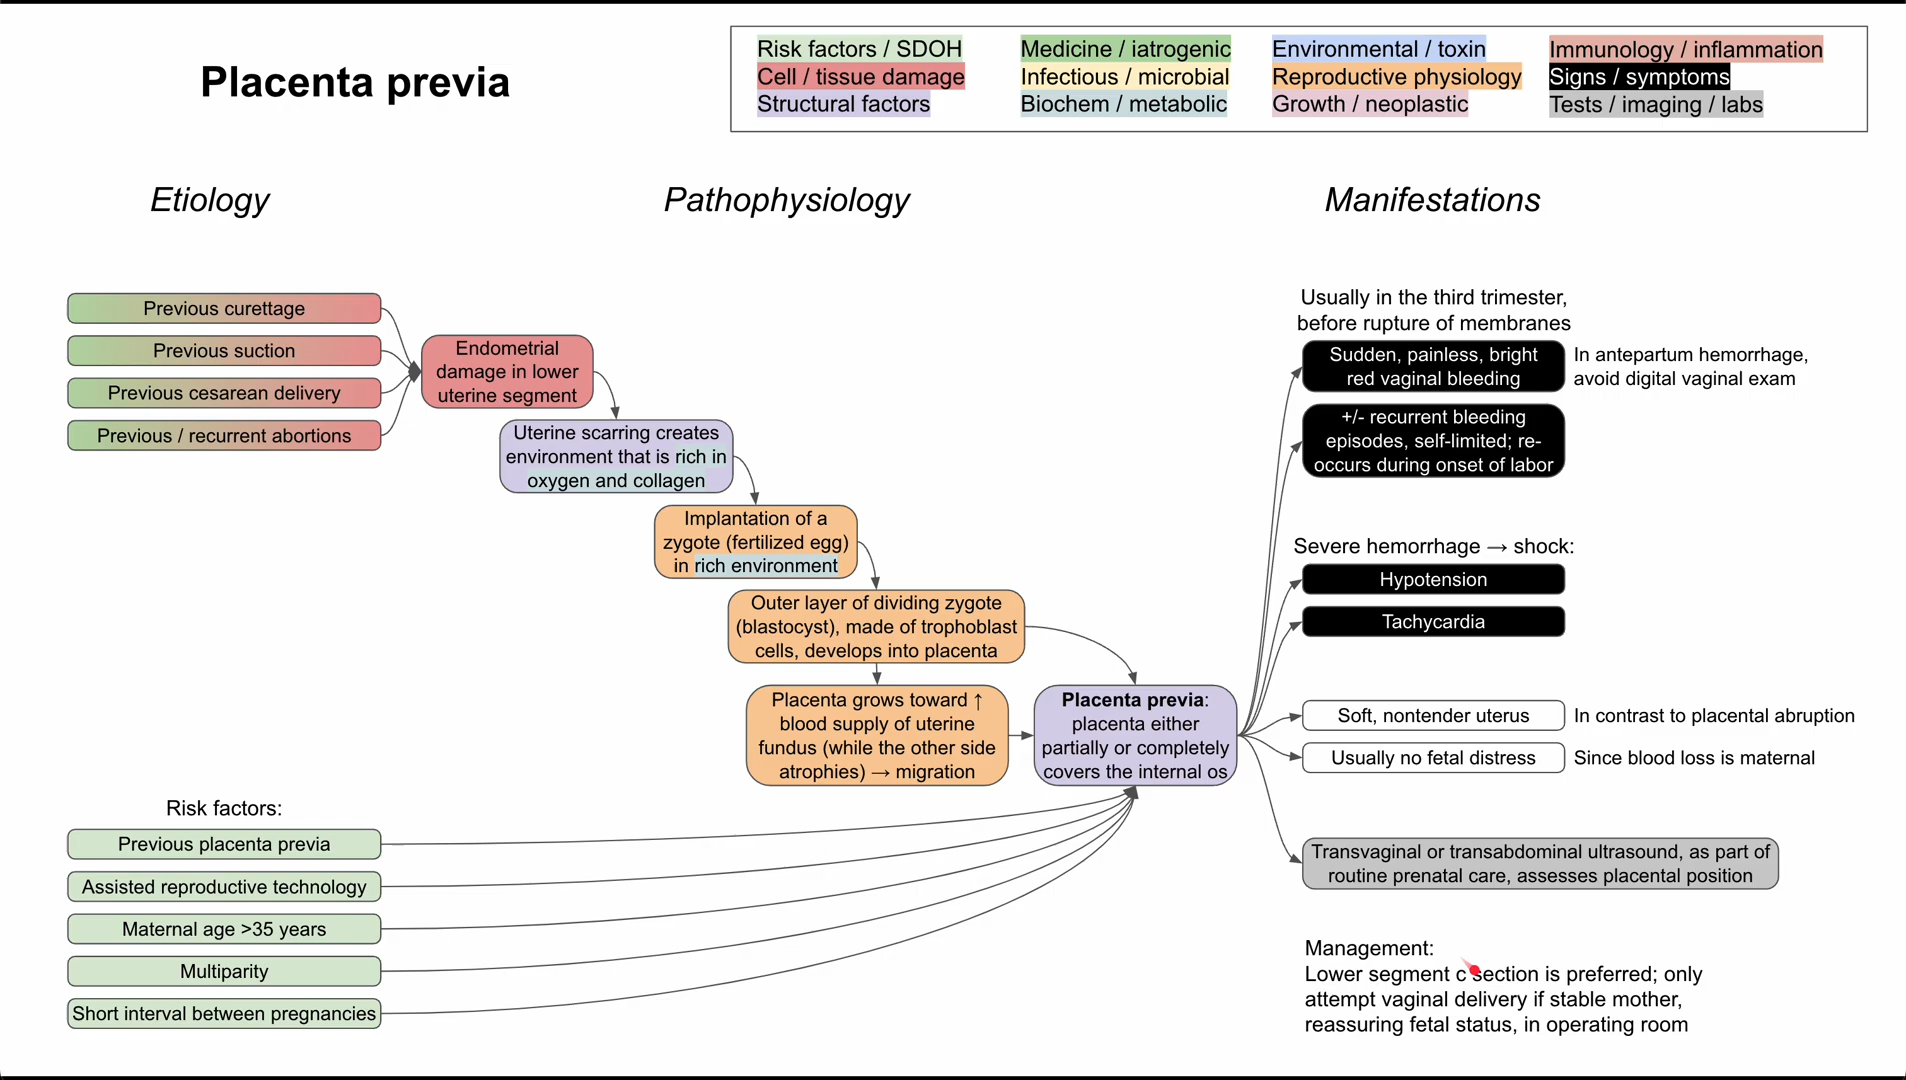 Placenta previa
Risk factors / SDOH
Cell / tissue damage
Structural factors
Medicine / iatrogenic
Infectious / microbial
Biochem / metabolic
Environmental / toxin
Reproductive physiology
Growth / neoplastic
Immunology / inflammation
Signs / symptoms
Tests / imaging / labs
Etiology
Pathophysiology
Manifestations
Previous curettage
Previous suction
Previous cesarean delivery
Previous / recurrent abortions
Endometrial
damage in lower
uterine segment
Uterine scarring creates
environment that is rich in
oxygen and collagen
Implantation of a
zygote (fertilized egg)
in rich environment
Outer layer of dividing zygote
(blastocyst), made of trophoblast
cells, develops into placenta
Placenta grows toward ↑
blood supply of uterine
fundus (while the other side
atrophies) → migration
Placenta previa:
placenta either
partially or completely
covers the internal os
Risk factors:
Previous placenta previa
Assisted reproductive technology
Maternal age >35 years
Multiparity
Short interval between pregnancies
Usually in the third trimester,
before rupture of membranes
Sudden, painless, bright
red vaginal bleeding
In antepartum hemorrhage,
avoid digital vaginal exam
+/- recurrent bleeding
episodes, self-limited; re-
occurs during onset of labor
Severe hemorrhage → shock:
Hypotension
Tachycardia
Soft, nontender uterus
In contrast to placental abruption
Usually no fetal distress
Since blood loss is maternal
Transvaginal or transabdominal ultrasound, as part of
routine prenatal care, assesses placental position
Management:
Lower segment c section is preferred; only
attempt vaginal delivery if stable mother,
reassuring fetal status, in operating room